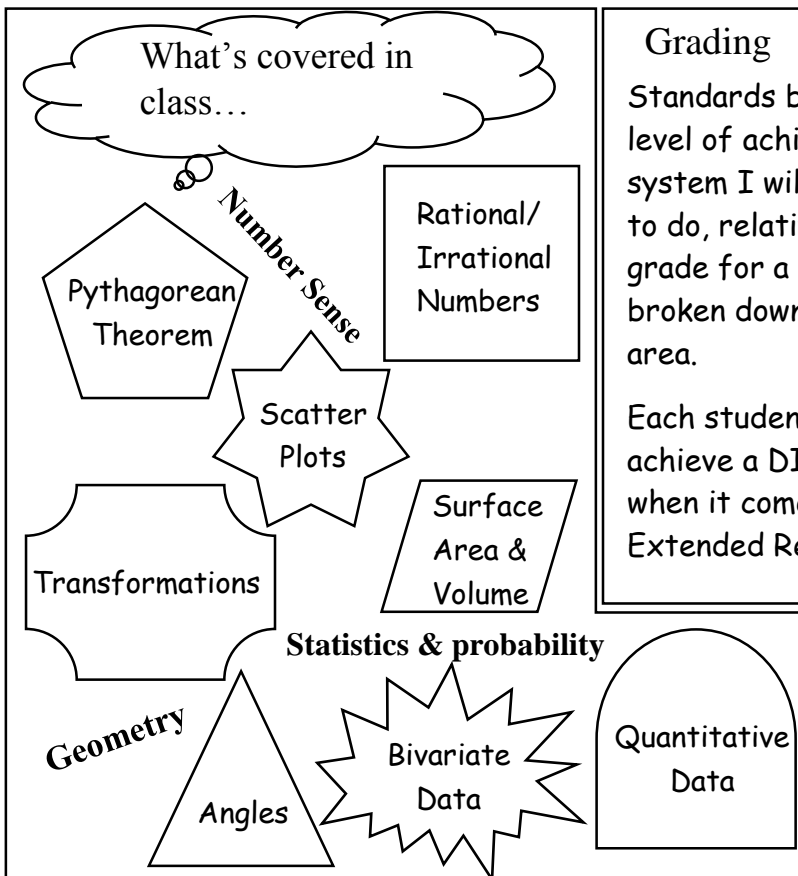 What's covered in
class…
Number Sense
Rational/
Irrational
Numbers
Pythagorean
Theorem
Scatter
Plots
Surface
Area &
Volume
Transformations
Statistics & probability
Geometry
Angles
Bivariate
Data
Quantitative
Data
Grading
Standards b
level of achi
system I wil
to do, relati
grade for a
broken down
area.
Each studen
achieve a DI
when it come
Extended Re